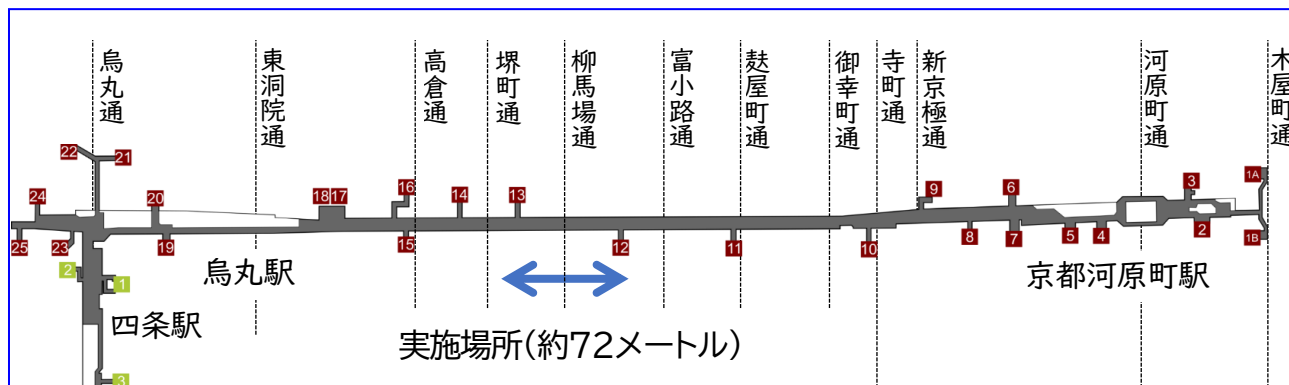 烏丸通
東洞院通
高倉通
堺町通
柳馬場通
富小路通
麩屋町通
御幸町通
寺町通
新京極通
河原町通
木屋町通
22
21
24
20
18
17
16
14
13
9
6
3
1A
25
23
19
15
12
11
10
8
7
5
4
2
1B
2
1
烏丸駅
京都河原町駅
四条駅
実施場所(約72メートル)
3